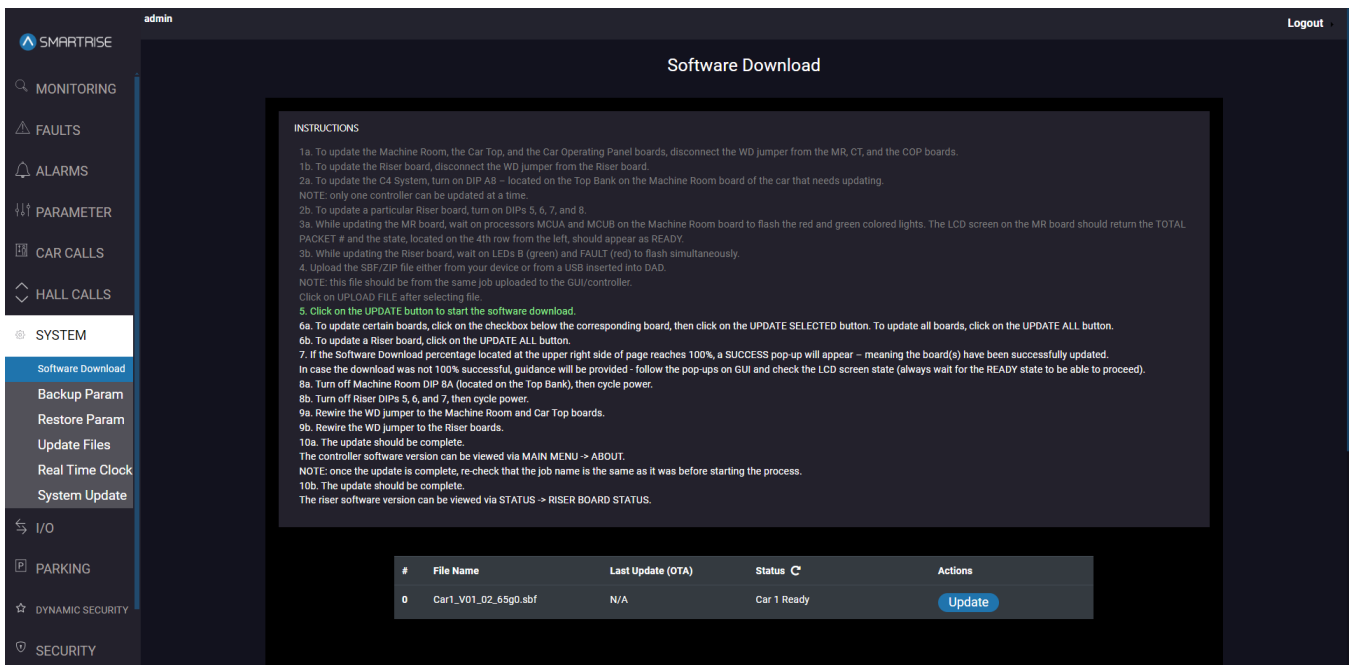 admin
Logout
SMARTRISE
MONITORING
FAULTS
ALARMS
PARAMETER
CAR CALLS
HALL CALLS
SYSTEM
Software Download
Backup Param
Restore Param
Update Files
Real Time Clock
System Update
I/O
PARKING
DYNAMIC SECURITY
SECURITY
Software Download
INSTRUCTIONS
1a. To update the Machine Room, the Car Top, and the Car Operating Panel boards, disconnect the WD jumper from the MR, CT, and the COP boards.
1b. To update the Riser board, disconnect the WD jumper from the Riser board.
2a. To update the C4 System, turn on DIP A8 – located on the Top Bank on the Machine Room board of the car that needs updating.
NOTE: only one controller can be updated at a time.
2b. To update a particular Riser board, turn on DIPs 5, 6, 7, and 8.
3a. While updating the MR board, wait on processors MCUA and MCUB on the Machine Room board to flash the red and green colored lights. The LCD screen on the MR board should return the TOTAL
PACKET # and the state, located on the 4th row from the left, should appear as READY.
3b. While updating the Riser board, wait on LEDs B (green) and FAULT (red) to flash simultaneously.
4. Upload the SBF/ZIP file either from your device or from a USB inserted into DAD.
NOTE: this file should be from the same job uploaded to the GUI/controller.
Click on UPLOAD FILE after selecting file.
5. Click on the UPDATE button to start the software download.
6a. To update certain boards, click on the checkbox below the corresponding board, then click on the UPDATE SELECTED button. To update all boards, click on the UPDATE ALL button.
6b. To update a Riser board, click on the UPDATE ALL button.
7. If the Software Download percentage located at the upper right side of page reaches 100%, a SUCCESS pop-up will appear – meaning the board(s) have been successfully updated.
In case the download was not 100% successful, guidance will be provided - follow the pop-ups on GUI and check the LCD screen state (always wait for the READY state to be able to proceed).
8a. Turn off Machine Room DIP 8A (located on the Top Bank), then cycle power.
8b. Turn off Riser DIPs 5, 6, and 7, then cycle power.
9a. Rewire the WD jumper to the Machine Room and Car Top boards.
9b. Rewire the WD jumper to the Riser boards.
10a. The update should be complete.
The controller software version can be viewed via MAIN MENU -> ABOUT.
NOTE: once the update is complete, re-check that the job name is the same as it was before starting the process.
10b. The update should be complete.
The riser software version can be viewed via STATUS -> RISER BOARD STATUS.
# File Name Last Update (OTA) Status Actions
0 Car1_V01_02_65g0.sbf N/A Car 1 Ready Update